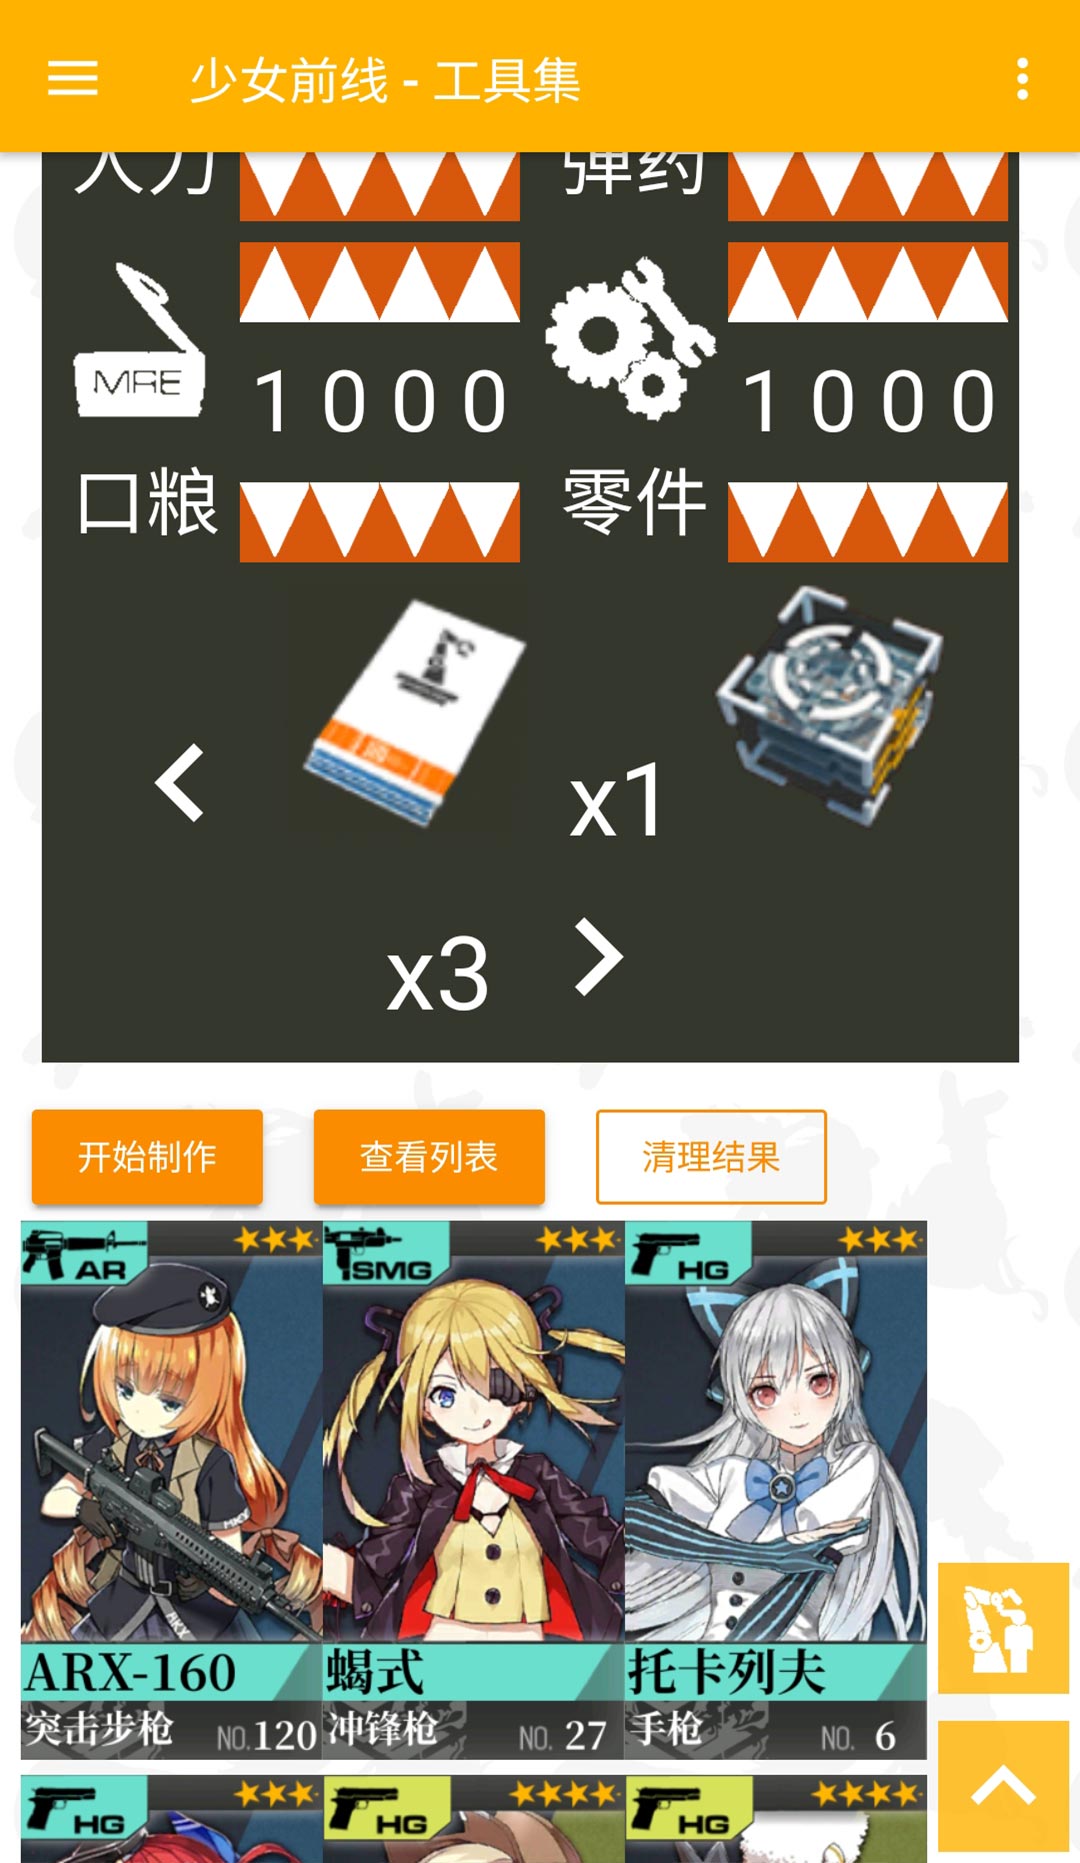 少女前线 - 工具集
人力
弹药
MRE
1000
1000
口粮
零件
x1
x3
开始制作
查看列表
清理结果
AR
SMG
HG
ARX-160
蝎式
托卡列夫
突击步枪 NO.120
冲锋枪 NO. 27
手枪 NO. 6
HG
HG
HG